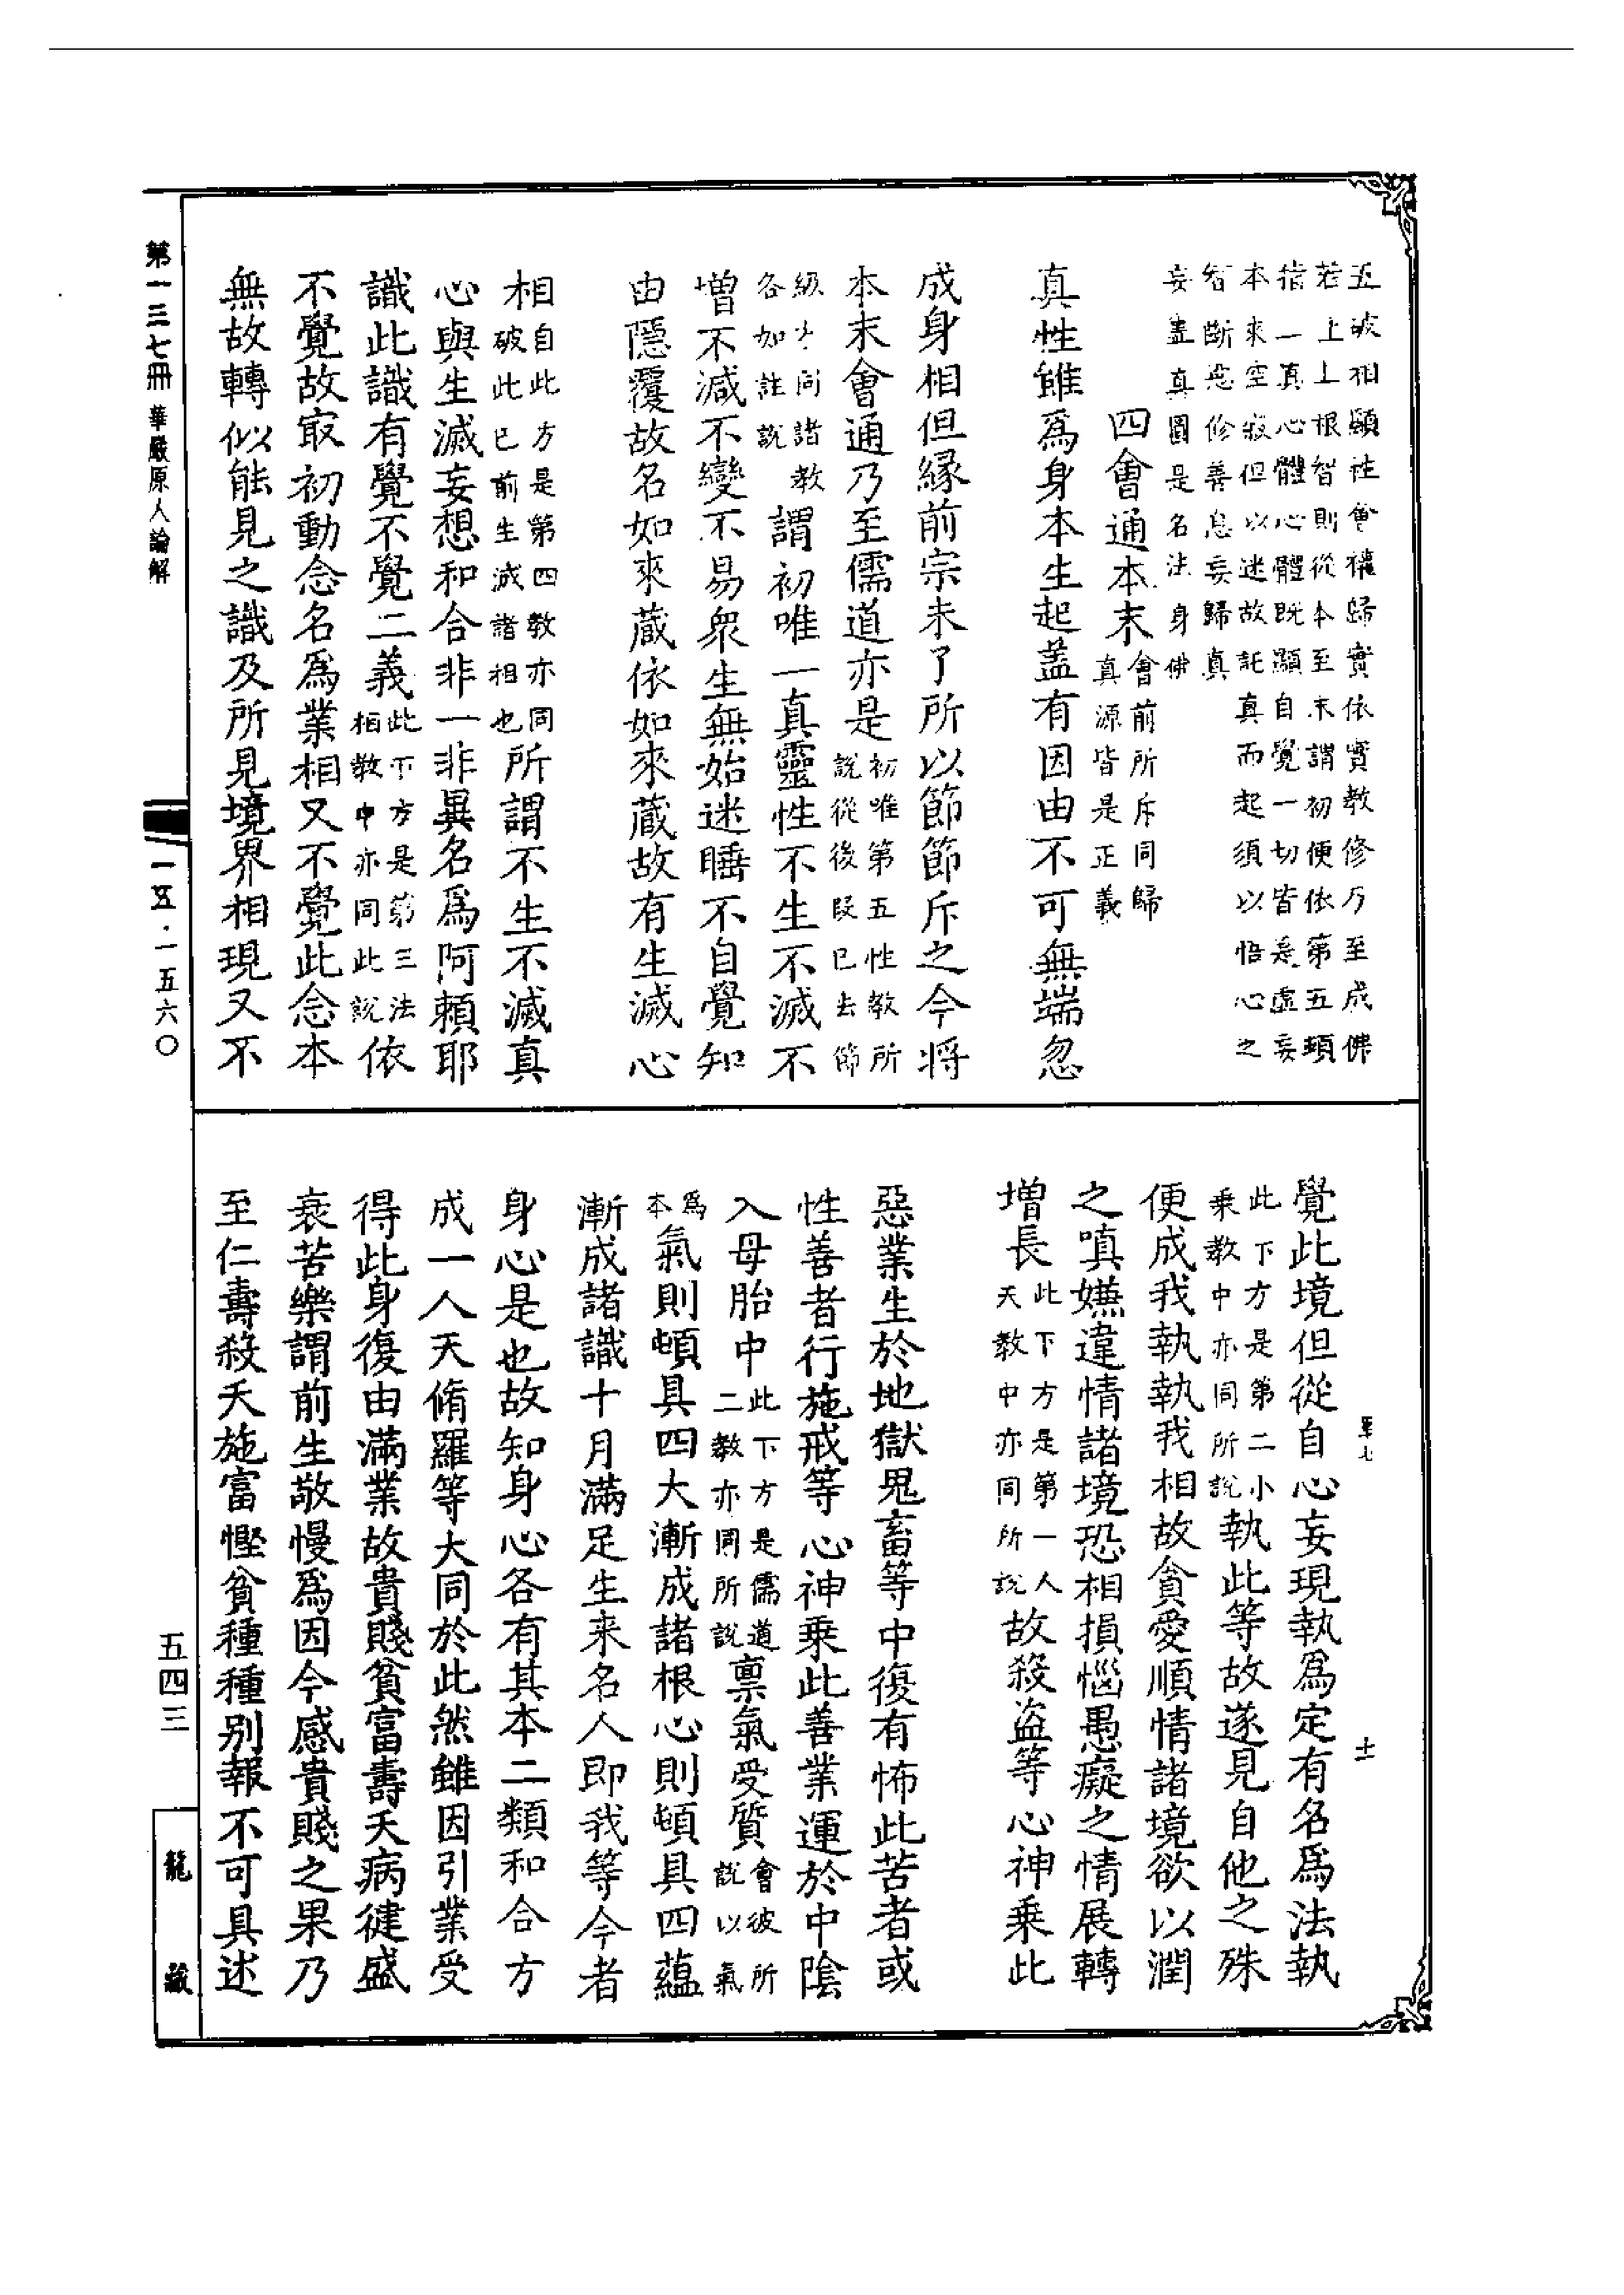 五破相顯性會權歸實依實教修乃至成佛
若上上根智則從本至末謂初便依第五頓
指一真心體心體既顯自覺一切皆是虛妄
本來空寂但以迷故託真而起須以悟心之
智斷惡修善息妄歸真
妄盡真圓是名法身佛
四會通本末會前所斥同歸真源皆是正義
真性雖爲身本生起蓋有因由不可無端忽
成身相但緣前宗未了所以節節斥之今將
本末會通乃至儒道亦是初唯第五性教所說從後段已去節
級方同諸教各如註說謂初唯一真靈性不生不滅不
增不減不變不易衆生無始迷睡不自覺知
由隱覆故名如來藏依如來藏故有生滅心
相自此方是第四教亦同破此已前生滅諸相也所謂不生不滅真
心與生滅妄想和合非一非異名爲阿賴耶
識此識有覺不覺二義此下方是第三法相教中亦同此說依
不覺故冣初動念名爲業相又不覺此念本
無故轉似能見之識及所見境界相現又不
軍七
十一
覺此境但從自心妄現執爲定有名爲法執
此下方是第二小乘教中亦同所說執此等故遂見自他之殊
便成我執執我相故貪愛順情諸境欲以潤
之嗔嫌違情諸境恐相損惱愚癡之情展轉
增長此下方是第一人天教中亦同所說故殺盜等心神乘此
惡業生於地獄鬼畜等中復有怖此苦者或
性善者行施戒等心神乘此善業運於中陰
入母胎中此下方是儒道二教亦同所說禀氣受質會彼所說以氣
爲本氣則頓具四大漸成諸根心則頓具四蘊
漸成諸識十月滿足生来名人即我等今者
身心是也故知身心各有其本二類和合方
成一人天脩羅等大同於此然雖因引業受
得此身復由滿業故貴賤貧富壽夭病健盛
衰苦樂謂前生敬慢爲因今感貴賤之果乃
至仁壽殺夭施富慳貧種種別報不可具述
第一三七冊 華嚴原人論解
一五·一五六〇
五四三
龍藏